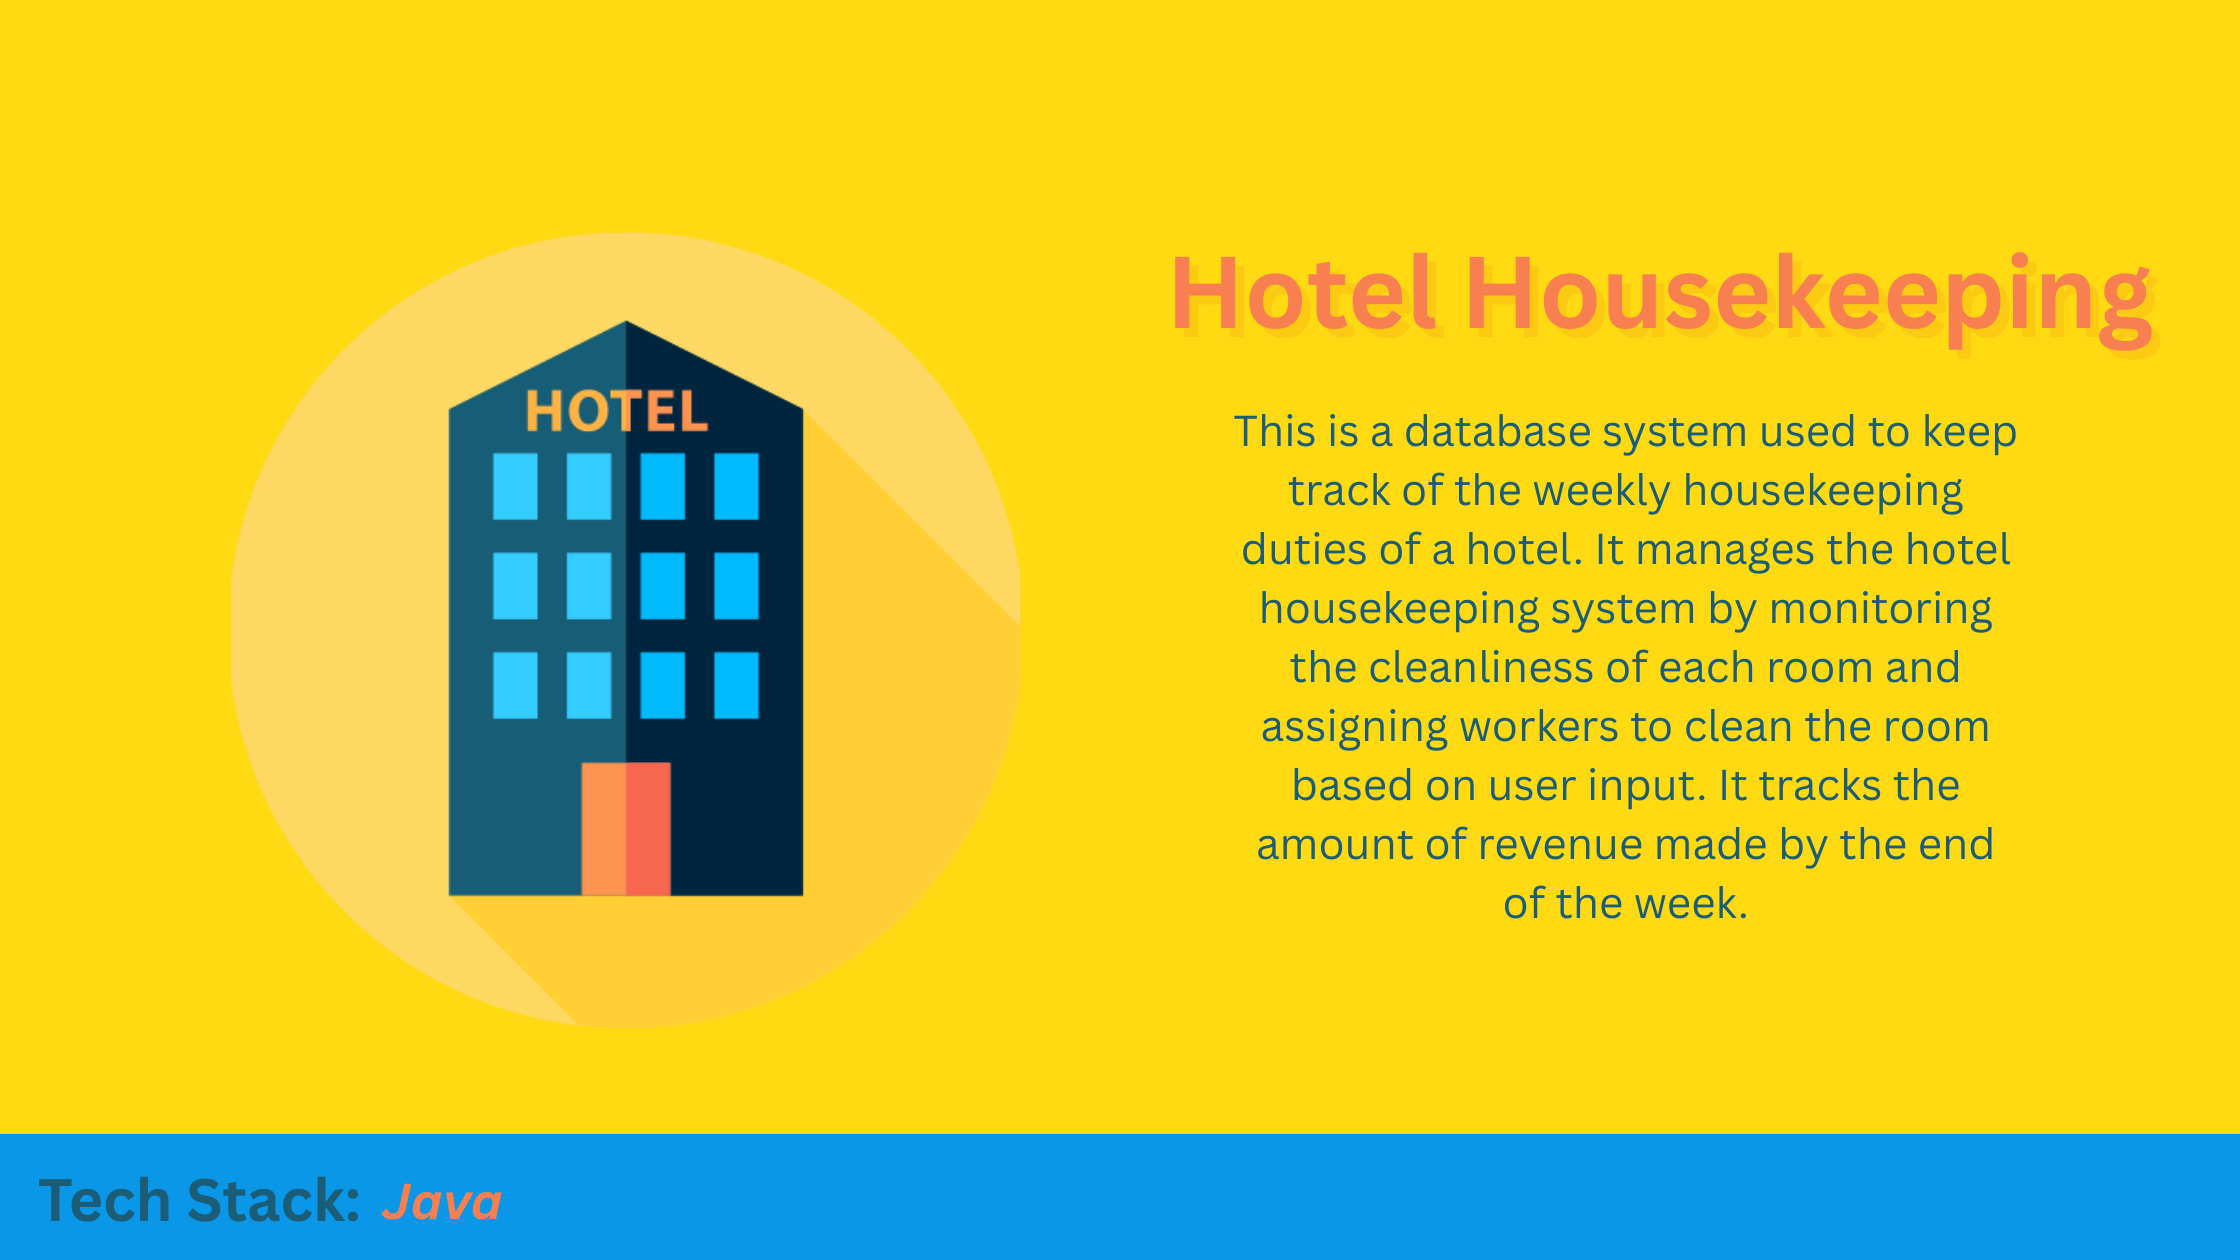 HOTEL
Hotel Housekeeping
This is a database system used to keep
track of the weekly housekeeping
duties of a hotel. It manages the hotel
housekeeping system by monitoring
the cleanliness of each room and
assigning workers to clean the room
based on user input. It tracks the
amount of revenue made by the end
of the week.
Tech Stack: Java